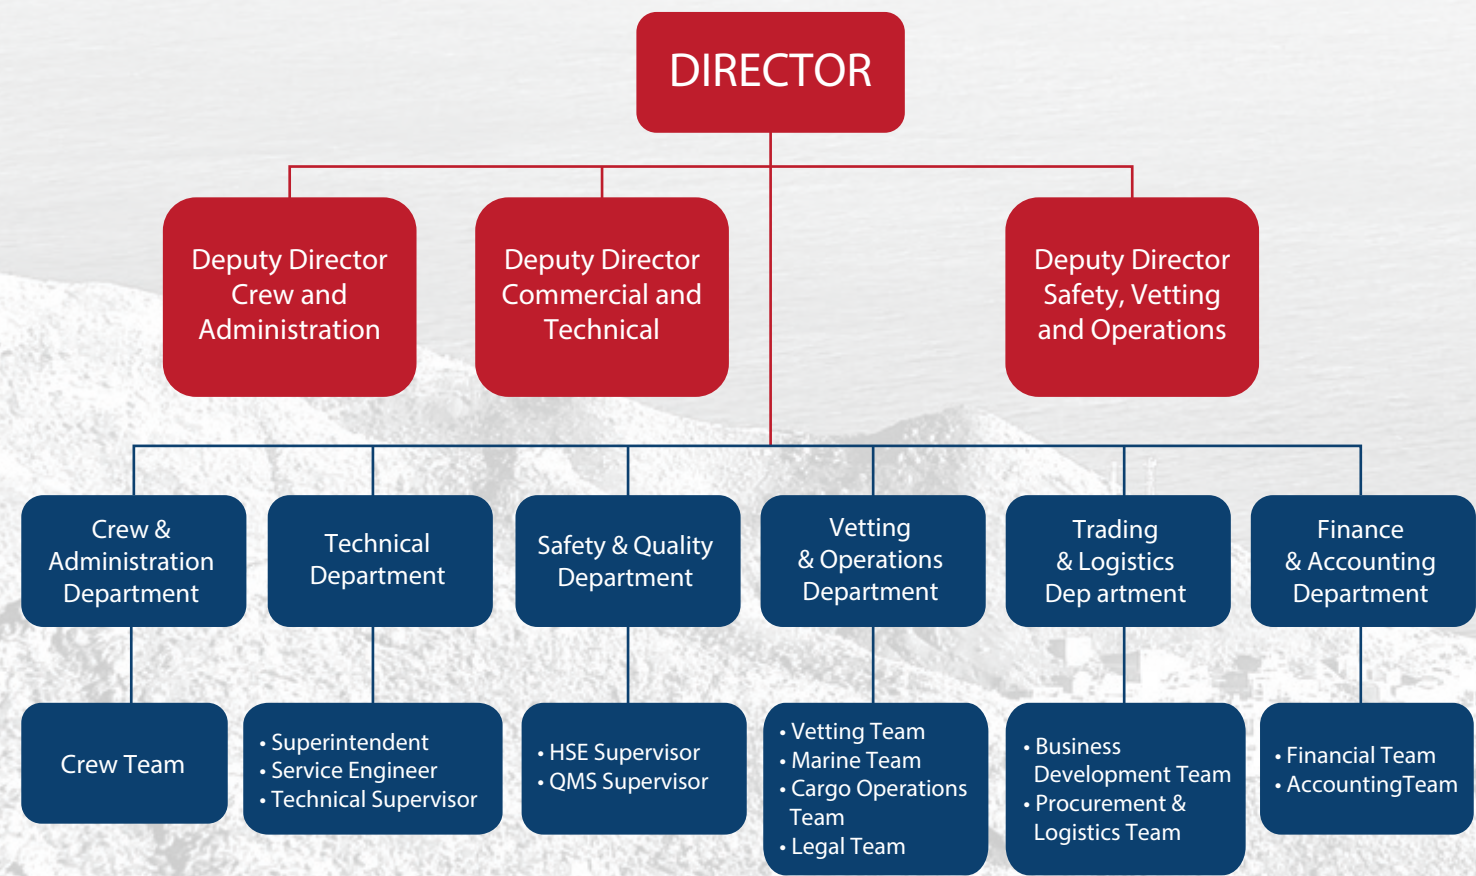 DIRECTOR
Deputy Director
Crew and
Administration
Deputy Director
Commercial and
Technical
Deputy Director
Safety, Vetting
and Operations
Crew &
Administration
Department
Technical
Department
Safety & Quality
Department
Vetting
& Operations
Department
Trading
& Logistics
Dep artment
Finance
& Accounting
Department
Crew Team
• Superintendent
• Service Engineer
• Technical Supervisor
• HSE Supervisor
• QMS Supervisor
• Vetting Team
• Marine Team
• Cargo Operations
Team
• Legal Team
• Business
Development Team
• Procurement &
Logistics Team
• Financial Team
• AccountingTeam